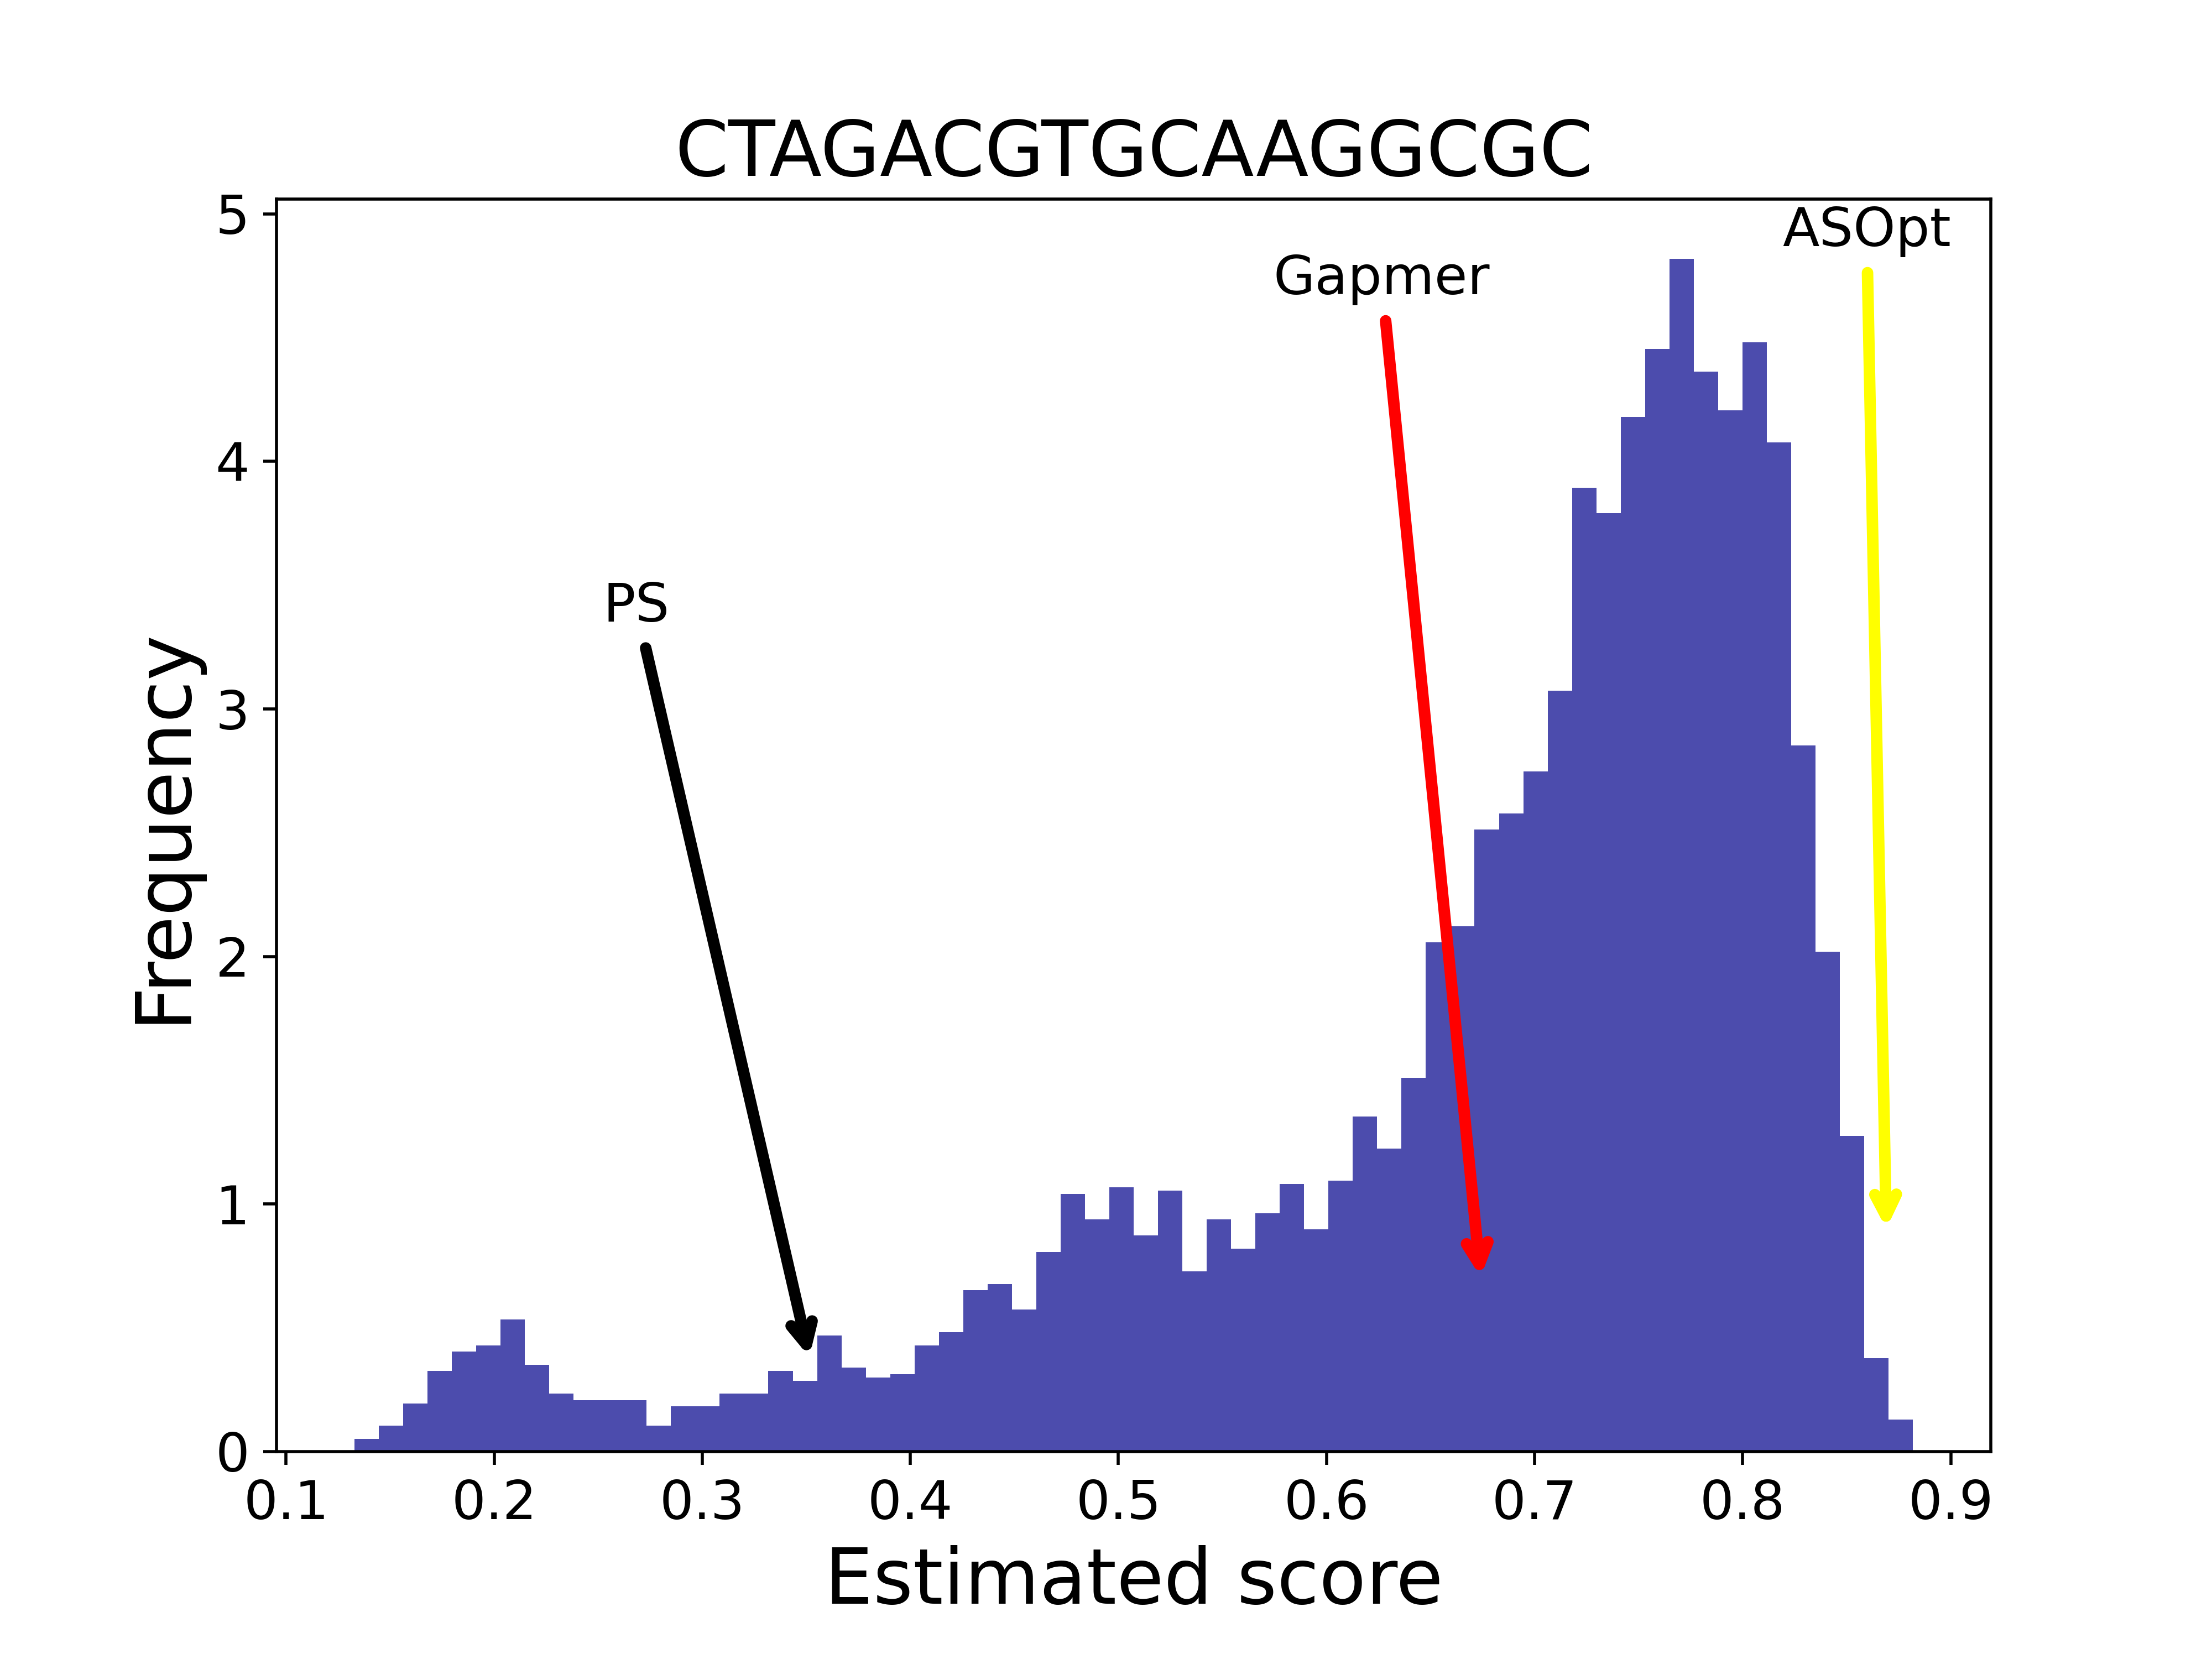 CTAGACGTGCAAGGCGC
5
4
3
2
1
0
Frequency
ASOpt
Gapmer
PS
0.1 0.2 0.3 0.4 0.5 0.6 0.7 0.8 0.9
Estimated score